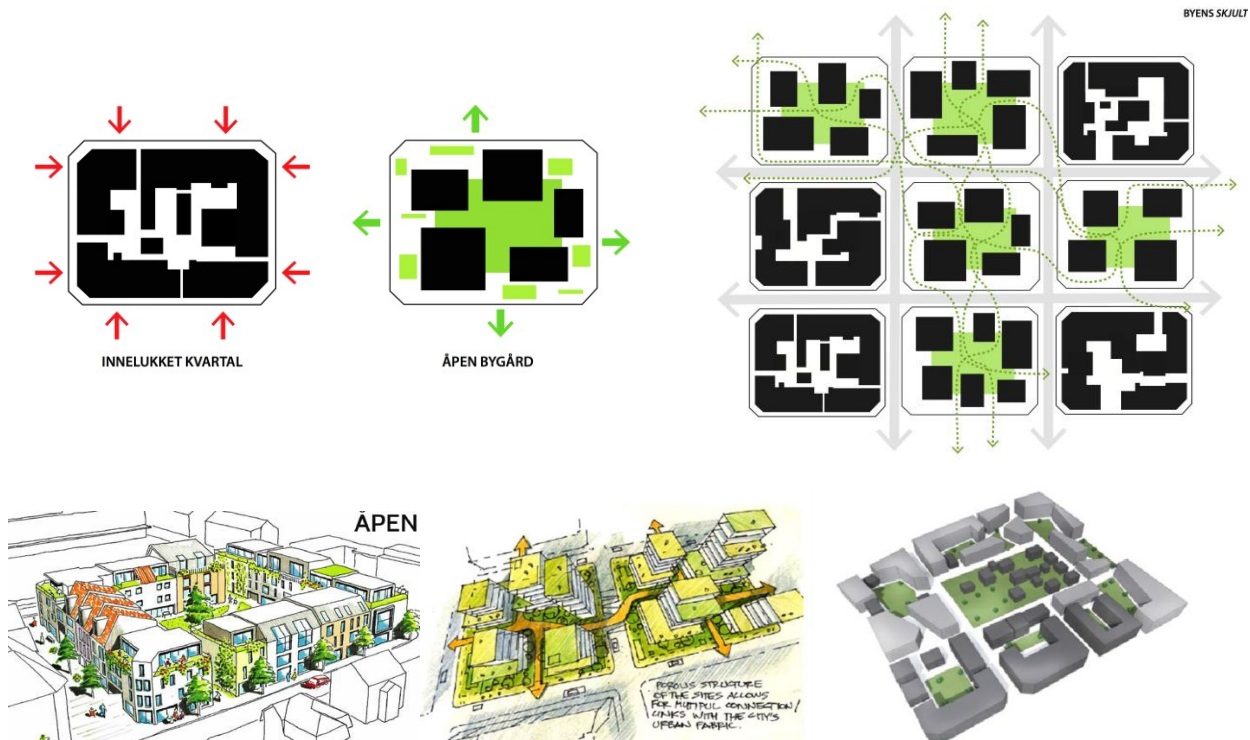 BYENS SKJULT
INNELUKKET KVARTAL
ÅPEN BYGÅRD
ÅPEN
POROUS STRUCTURE
OF THE SITES ALLOWS
FOR MUTIPUL CONNECTION/
LINKS WITH THE CITY'S
URBAN FABRIC.